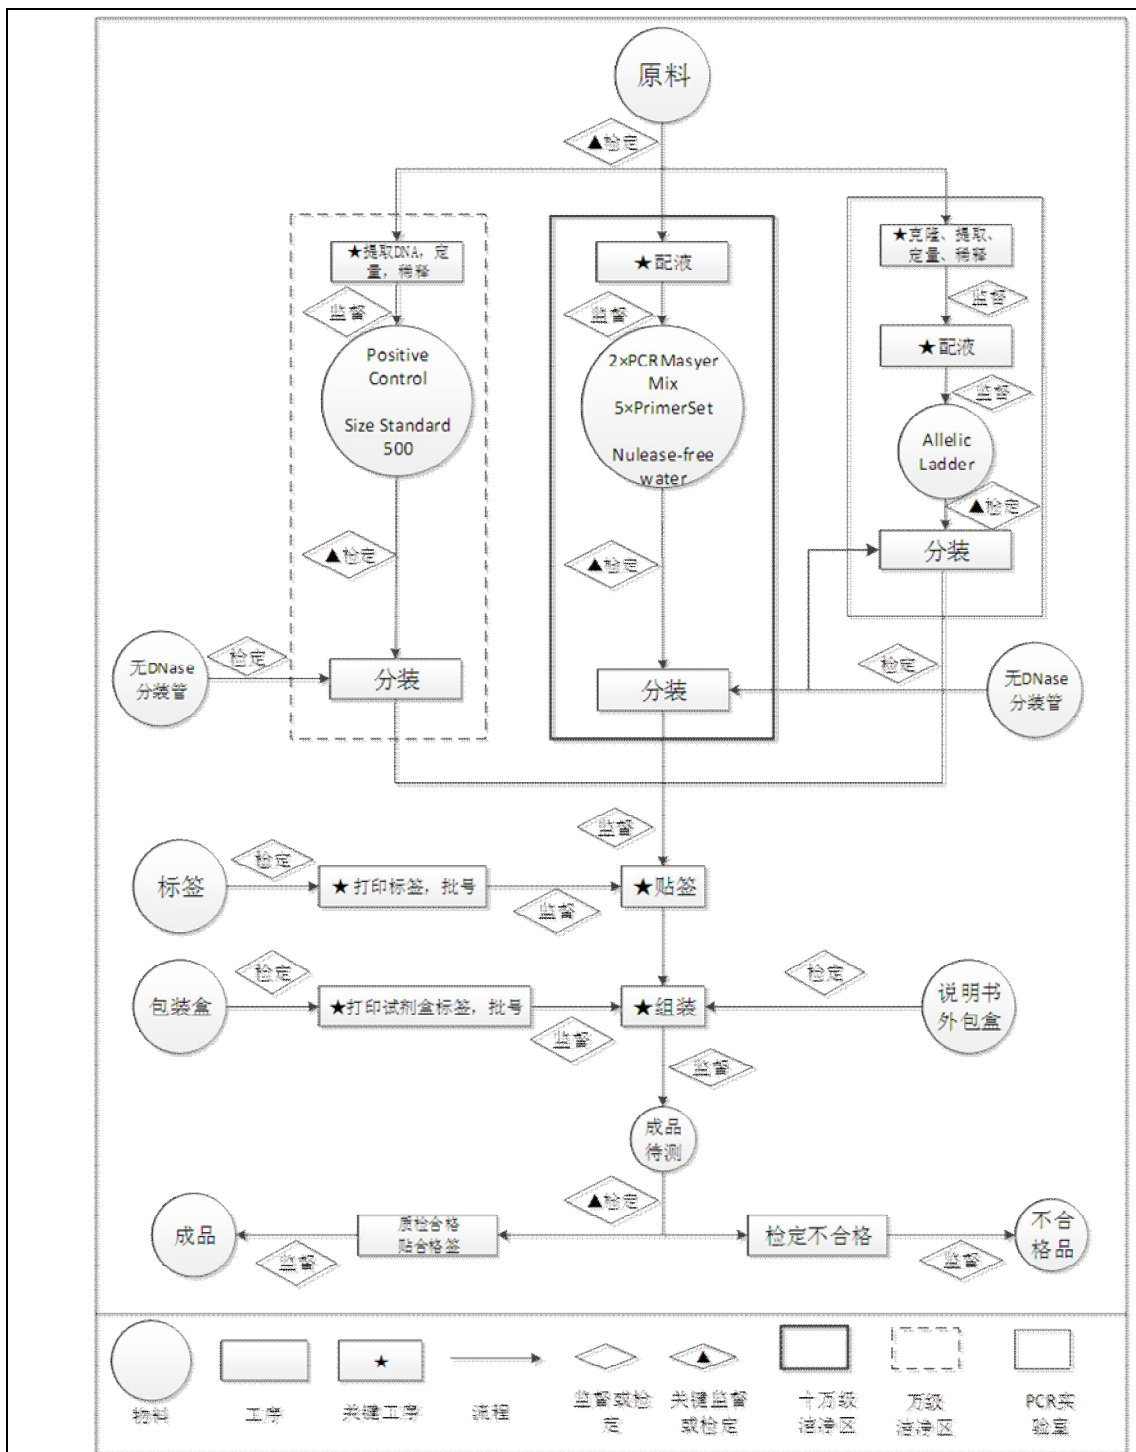 原料
▲检定
★提取DNA，定
量，稀释
★配液
★克隆、提取、
定量、稀释
监督
监督
监督
★配液
Positive
Control
Size Standard
500
2×PCRMasyer
Mix
5×PrimerSet
Nulease-free
water
监督
Allelic
Ladder
▲检定
▲检定
▲检定
分装
无DNase
分装管
检定
分装
分装
检定
无DNase
分装管
监督
标签
检定
★打印标签，批号
监督
★贴签
包装盒
检定
★打印试剂盒标签，批号
监督
★组装
检定
说明书
外包盒
监督
成品
待测
▲检定
成品
监督
质检合格
贴合格签
检定不合格
监督
不合
格品
物料
工序
★
关键工序
流程
监督或检
定
▲
关键监督
或检定
十万级
洁净区
万级
洁净区
PCR实
验室